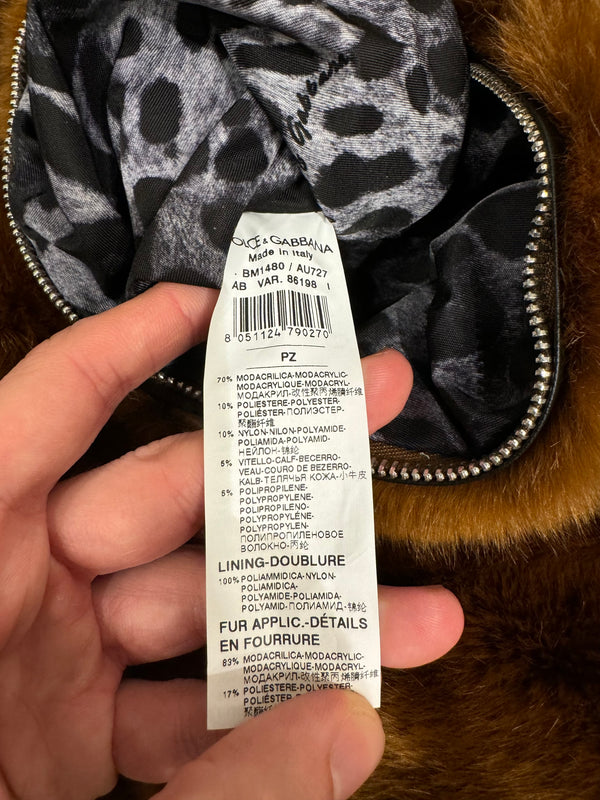 Gabbana
DOLCE & GABBANA
Made in Italy
. BM1480 / AU727
AB VAR. 86198 I
8 051124 790270
PZ
70% MODACRILICA-MODACRYLIC-
MODACRYLIQUE-MODACRYL-
МОДАКРИЛ-改性聚丙烯腈纤维
10% POLIESTERE-POLYESTER-
POLIÉSTER-ПОЛИЭСТЕР-
聚酯纤维
10% NYLON-NILON-POLYAMIDE-
POLIAMIDA-POLYAMID-
НЕЙЛОН-锦纶
5% VITELLO-CALF-BECERRO-
VEAU-COURO DE BEZERRO-
KALB-ТЕЛЯЧЬЯ КОЖА-小牛皮
5% POLIPROPILENE-
POLYPROPYLENE-
POLIPROPILENO-
POLYPROPYLÈNE-
POLYPROPYLEN-
ПОЛИПРОПИЛЕНОВОЕ
ВОЛОКНО-丙纶
LINING-DOUBLURE
100% POLIAMMIDICA-NYLON-
POLIAMIDICA-
POLYAMIDE-POLIAMIDA-
POLYAMID-ПОЛИАМИД-锦纶
FUR APPLIC.-DÉTAILS
EN FOURRURE
83% MODACRILICA-MODACRYLIC-
MODACRYLIQUE-MODACRYL-
МОДАКРИЛ-改性聚丙烯腈纤维
17% POLIESTERE-POLYESTER-